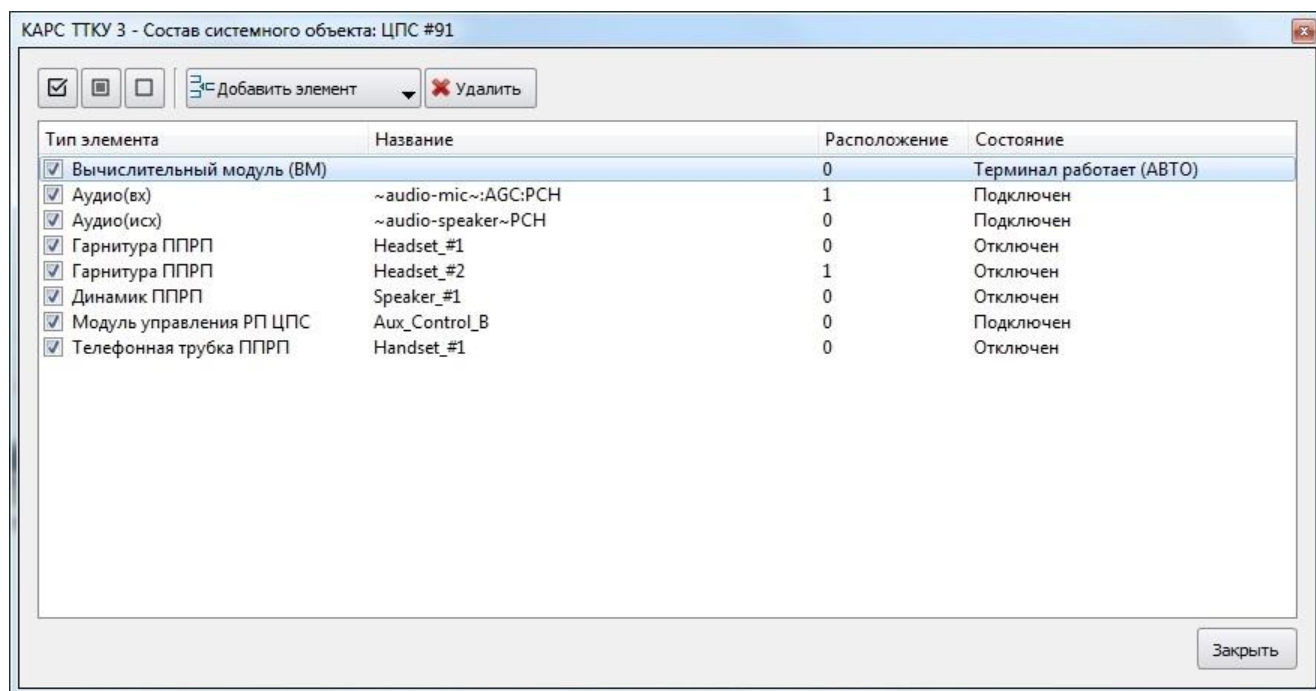 КАРС ТТКУ 3 - Состав системного объекта: ЦПС #91
Добавить элемент Удалить
Тип элемента Название Расположение Состояние
Вычислительный модуль (ВМ) 0 Терминал работает (АВТО)
Аудио(вх) ~audio-mic~:AGC:PCH 1 Подключен
Аудио(исх) ~audio-speaker~PCH 0 Подключен
Гарнитура ППРП Headset_#1 0 Отключен
Гарнитура ППРП Headset_#2 1 Отключен
Динамик ППРП Speaker_#1 0 Отключен
Модуль управления РП ЦПС Aux_Control_B 0 Подключен
Телефонная трубка ППРП Handset_#1 0 Отключен
Закрыть